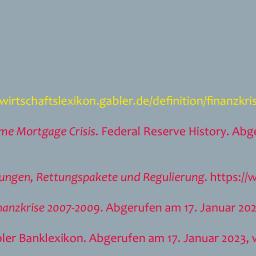 wirtschaftslexikon.gabler.de/definition/finanzkris
me Mortgage Crisis. Federal Reserve History. Abge
ungen, Rettungspakete und Regulierung. https://w
nanzkrise 2007-2009. Abgerufen am 17. Januar 202
ler Banklexikon. Abgerufen am 17. Januar 2023, v